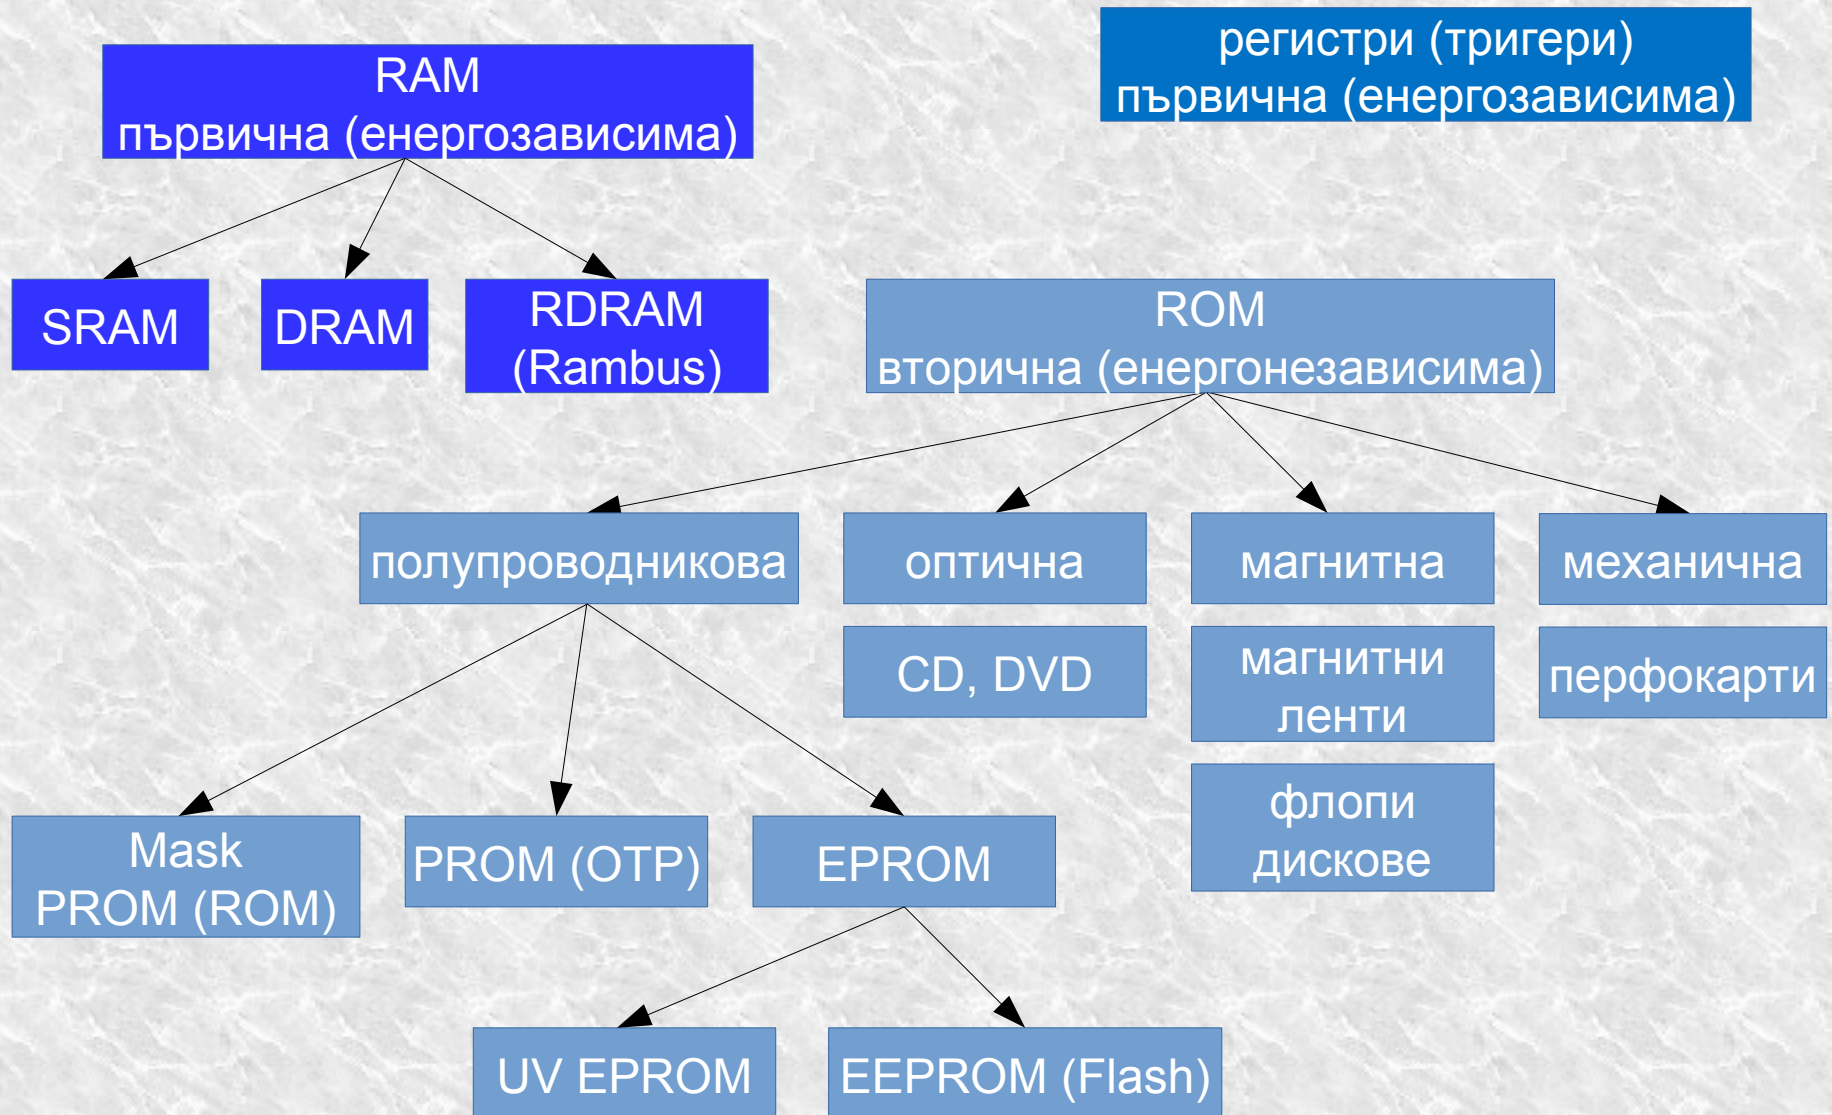 RAM
първична (енергозависима)
регистри (тригери)
първична (енергозависима)
SRAM
DRAM
RDRAM
(Rambus)
ROM
вторична (енергонезависима)
полупроводникова
оптична
магнитна
механична
CD, DVD
магнитни
ленти
перфокарти
флопи
дискове
Mask
PROM (ROM)
PROM (OTP)
EPROM
UV EPROM
EEPROM (Flash)